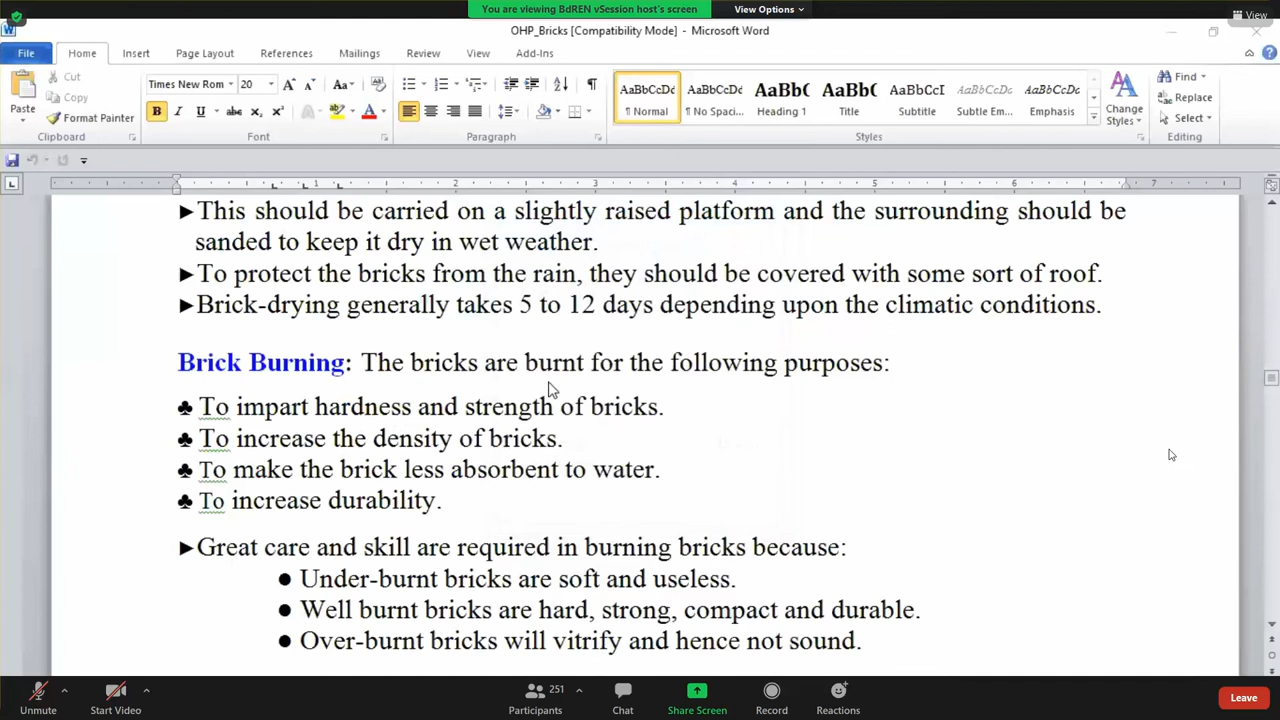 You are viewing BdREN vSession host's screen
View Options
View
OHP_Bricks [Compatibility Mode] - Microsoft Word
File Home Insert Page Layout References Mailings Review View Add-Ins
Paste
Cut
Copy
Format Painter
Clipboard
Times New Rom 20
Font
Paragraph
AaBbCcDc AaBbCcDc AaBbC( AaBbC( AaBbCcI AaBbCcDc AaBbCcDc
¶ Normal ¶ No Spaci... Heading 1 Title Subtitle Subtle Em... Emphasis
Styles
Change Styles
Find
Replace
Select
Editing
1 2 3 4 5 6 7
►This should be carried on a slightly raised platform and the surrounding should be
sanded to keep it dry in wet weather.
►To protect the bricks from the rain, they should be covered with some sort of roof.
►Brick-drying generally takes 5 to 12 days depending upon the climatic conditions.
Brick Burning: The bricks are burnt for the following purposes:
♣ To impart hardness and strength of bricks.
♣ To increase the density of bricks.
♣ To make the brick less absorbent to water.
♣ To increase durability.
►Great care and skill are required in burning bricks because:
● Under-burnt bricks are soft and useless.
● Well burnt bricks are hard, strong, compact and durable.
● Over-burnt bricks will vitrify and hence not sound.
Unmute Start Video Participants 251 Chat Share Screen Record Reactions Leave